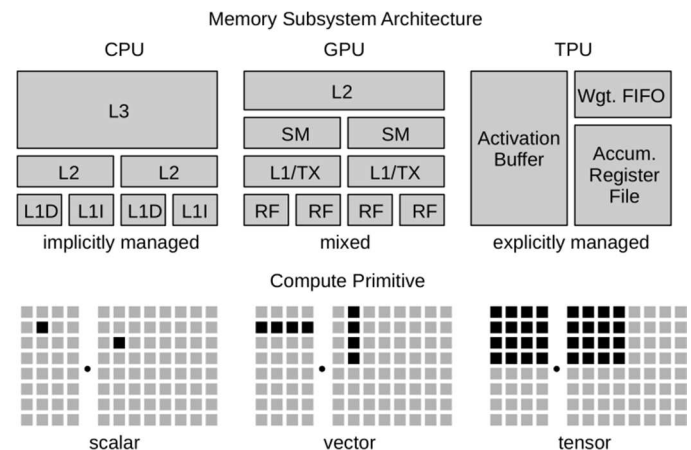 Memory Subsystem Architecture
CPU GPU TPU
L3
L2 L2
L1D L1I L1D L1I
implicitly managed
L2
SM SM
L1/TX L1/TX
RF RF RF RF
mixed
Activation
Buffer
Wgt. FIFO
Accum.
Register
File
explicitly managed
Compute Primitive
scalar vector tensor